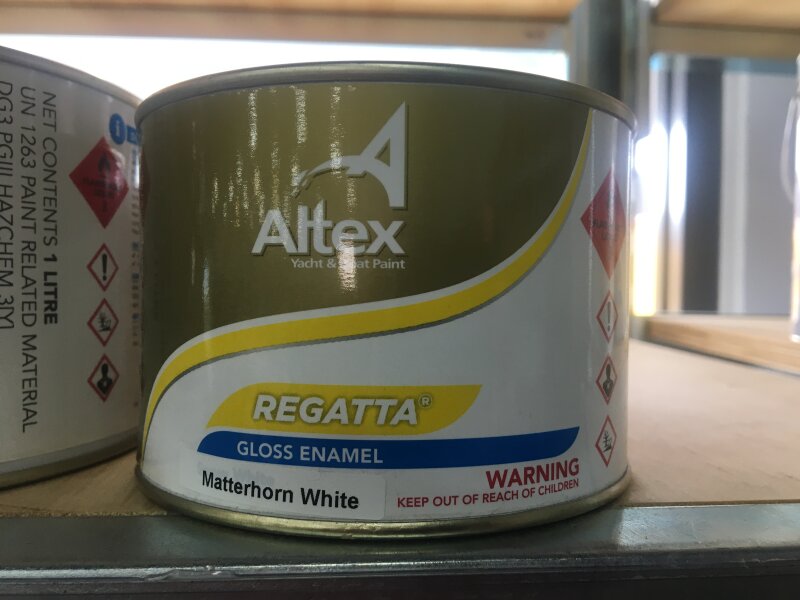 NET CONTENTS 1 LITRE
UN 1263 PAINT RELATED MATERIAL
DG3 PGIII HAZCHEM 3[Y]
Altex
Yacht & Boat Paint
REGATTA®
GLOSS ENAMEL
Matterhorn White
WARNING
KEEP OUT OF REACH OF CHILDREN